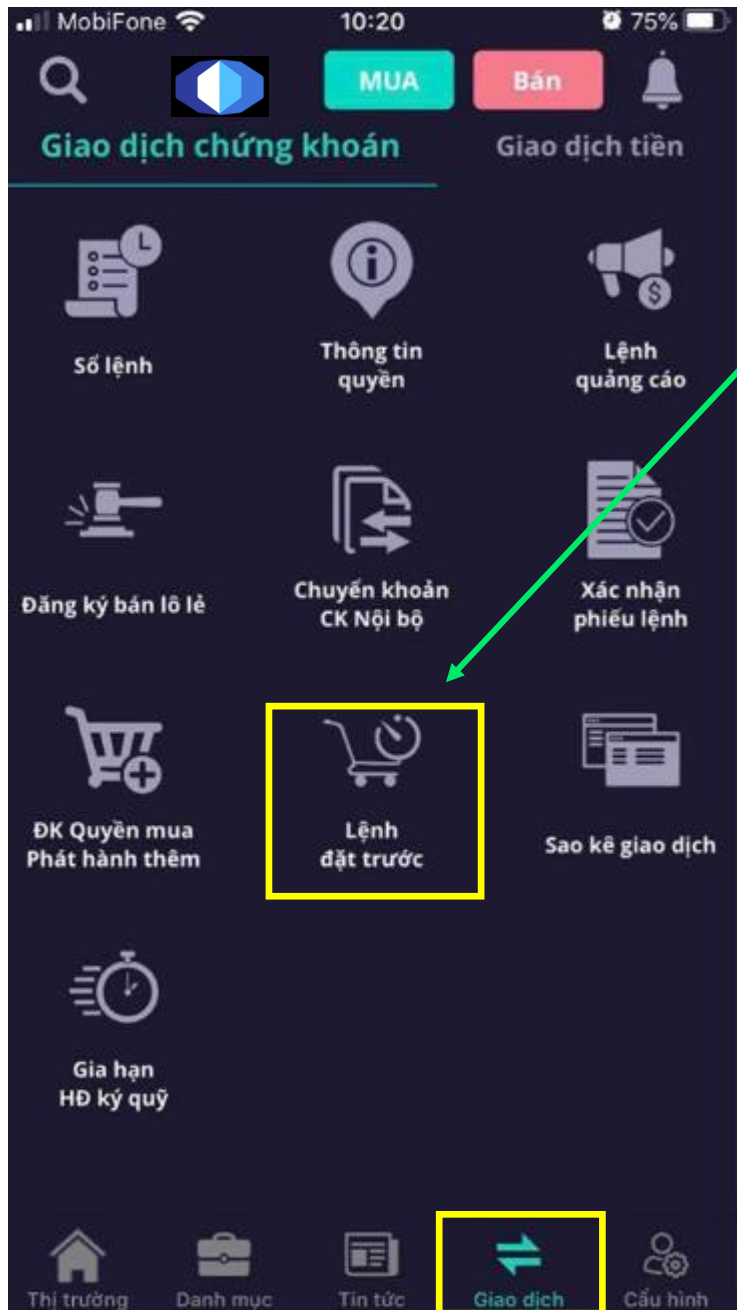 MobiFone 10:20 75%
MUA Bán
Giao dịch chứng khoán Giao dịch tiền
L
i
$
Sổ lệnh
Thông tin
quyền
Lệnh
quảng cáo
Đăng ký bán lô lẻ
Chuyển khoản
CK Nội bộ
Xác nhận
phiếu lệnh
ĐK Quyền mua
Phát hành thêm
Lệnh
đặt trước
Sao kê giao dịch
Gia hạn
HĐ ký quỹ
Thị trường Danh mục Tin tức Giao dịch Cấu hình